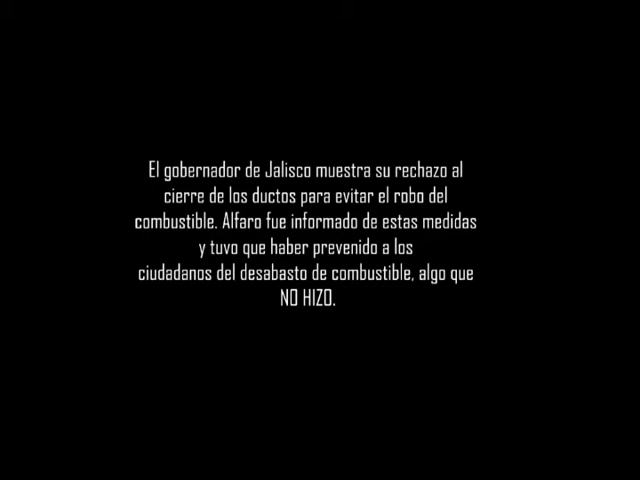 El gobernador de Jalisco muestra su rechazo al
cierre de los ductos para evitar el robo del
combustible. Alfaro fue informado de estas medidas
y tuvo que haber prevenido a los
ciudadanos del desabasto de combustible, algo que
NO HIZO.